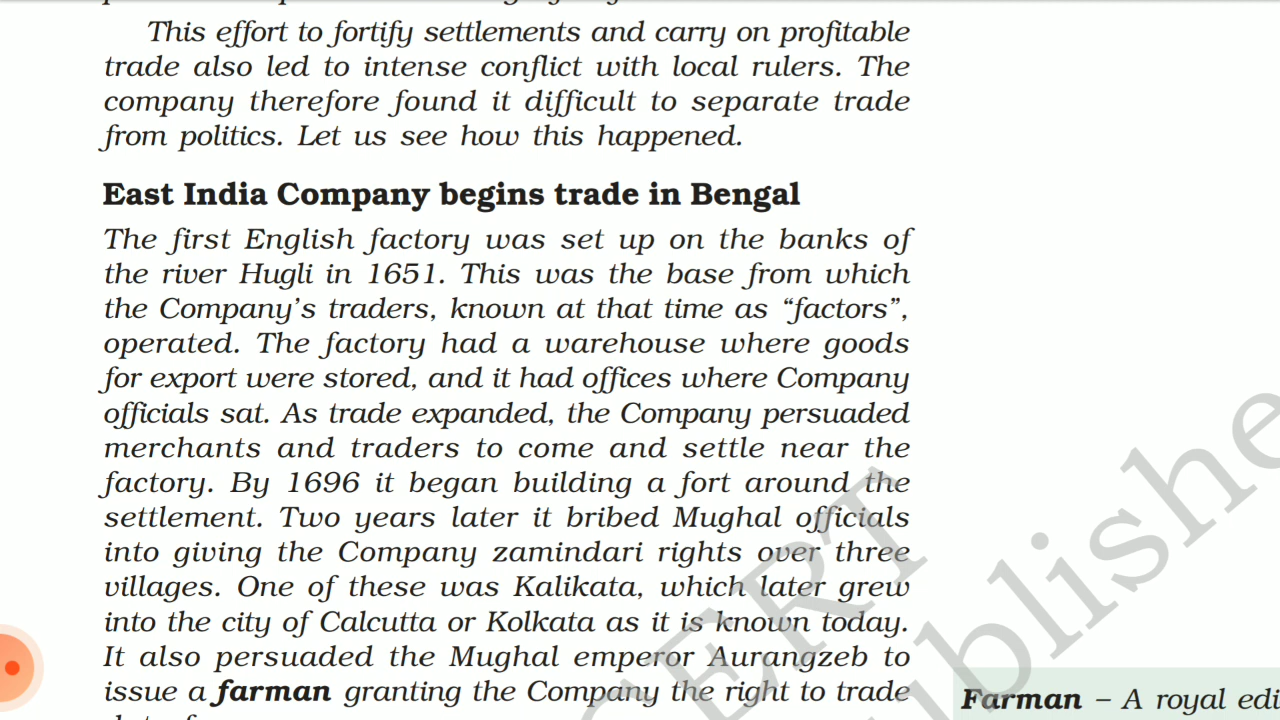 This effort to fortify settlements and carry on profitable
trade also led to intense conflict with local rulers. The
company therefore found it difficult to separate trade
from politics. Let us see how this happened.
East India Company begins trade in Bengal
The first English factory was set up on the banks of
the river Hugli in 1651. This was the base from which
the Company's traders, known at that time as “factors”,
operated. The factory had a warehouse where goods
for export were stored, and it had offices where Company
officials sat. As trade expanded, the Company persuaded
merchants and traders to come and settle near the
factory. By 1696 it began building a fort around the
settlement. Two years later it bribed Mughal officials
into giving the Company zamindari rights over three
villages. One of these was Kalikata, which later grew
into the city of Calcutta or Kolkata as it is known today.
It also persuaded the Mughal emperor Aurangzeb to
issue a farman granting the Company the right to trade
Farman – A royal edi